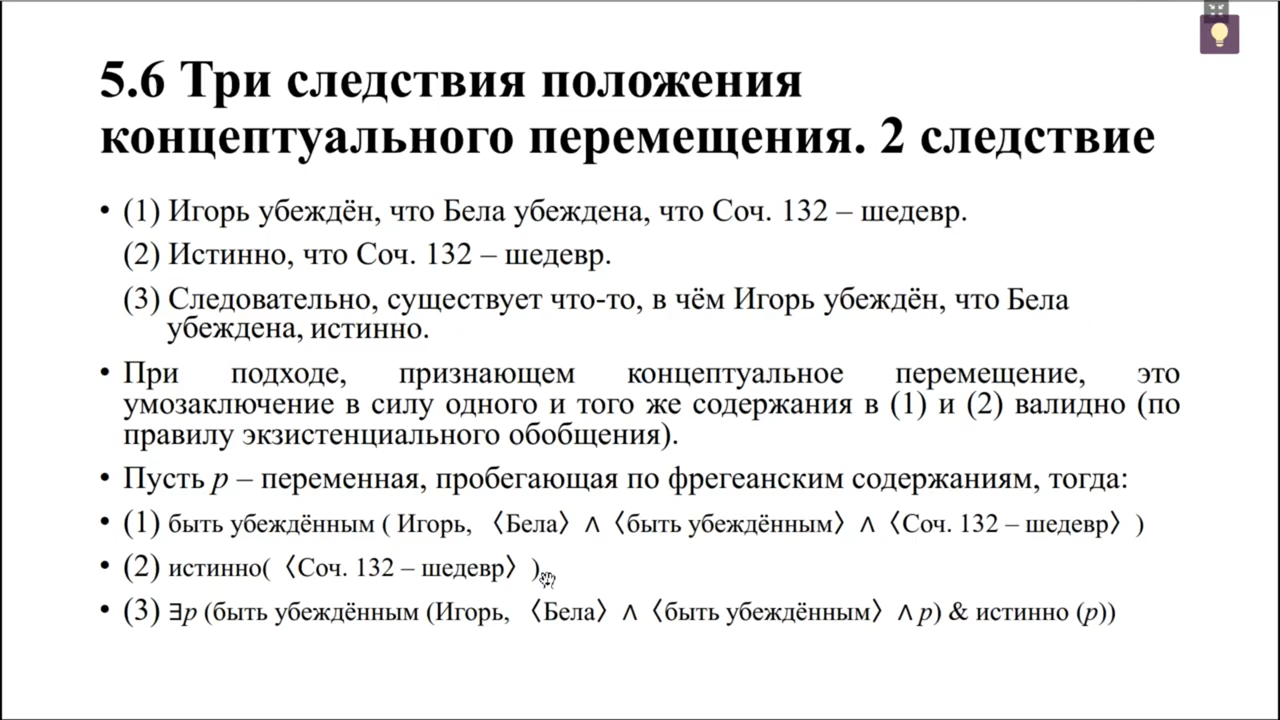 5.6 Три следствия положения
концептуального перемещения. 2 следствие
• (1) Игорь убеждён, что Бела убеждена, что Соч. 132 – шедевр.
(2) Истинно, что Соч. 132 – шедевр.
(3) Следовательно, существует что-то, в чём Игорь убеждён, что Бела
убеждена, истинно.
• При подходе, признающем концептуальное перемещение, это
умозаключение в силу одного и того же содержания в (1) и (2) валидно (по
правилу экзистенциального обобщения).
• Пусть p – переменная, пробегающая по фрегеанским содержаниям, тогда:
• (1) быть убеждённым ( Игорь, 〈Бела〉 ∧〈быть убеждённым〉 ∧〈Соч. 132 – шедевр〉 )
• (2) истинно(〈Соч. 132 – шедевр〉 )
• (3) ∃p (быть убеждённым (Игорь, 〈Бела〉 ∧〈быть убеждённым〉 ∧ p) & истинно (p))